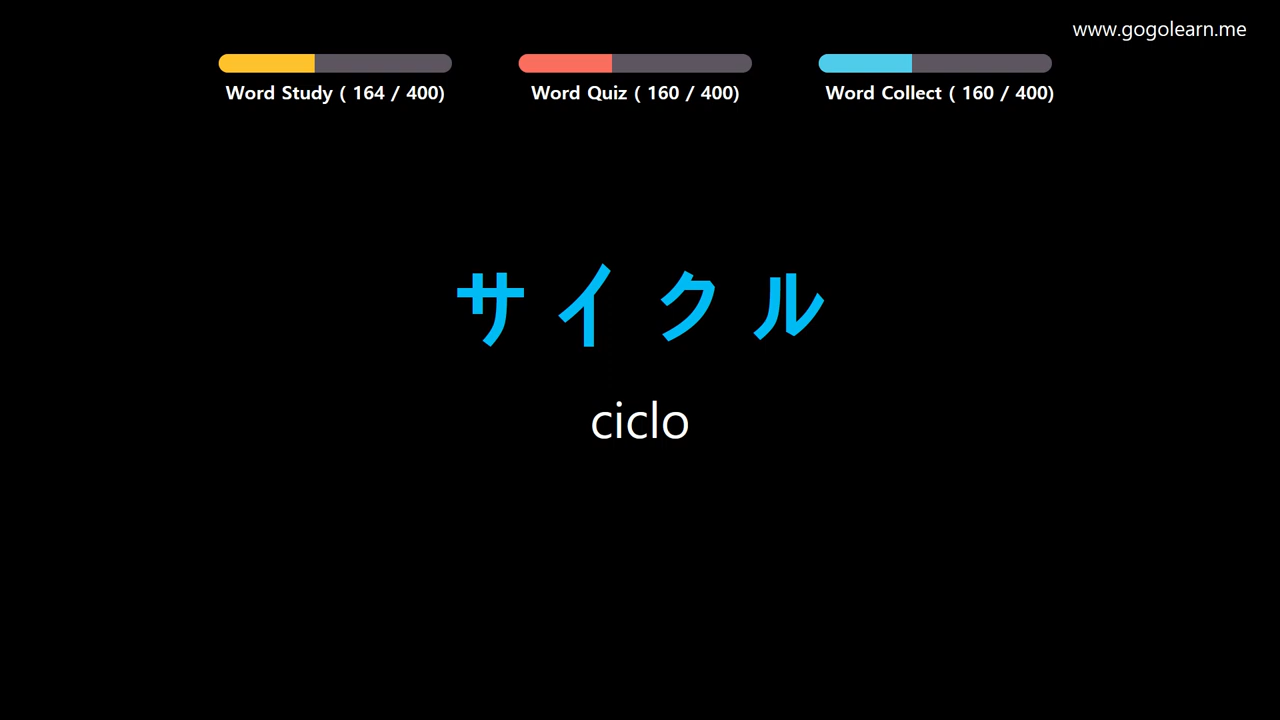 www.gogolearn.me
Word Study ( 164 / 400)
Word Quiz ( 160 / 400)
Word Collect ( 160 / 400)
サイクル
ciclo